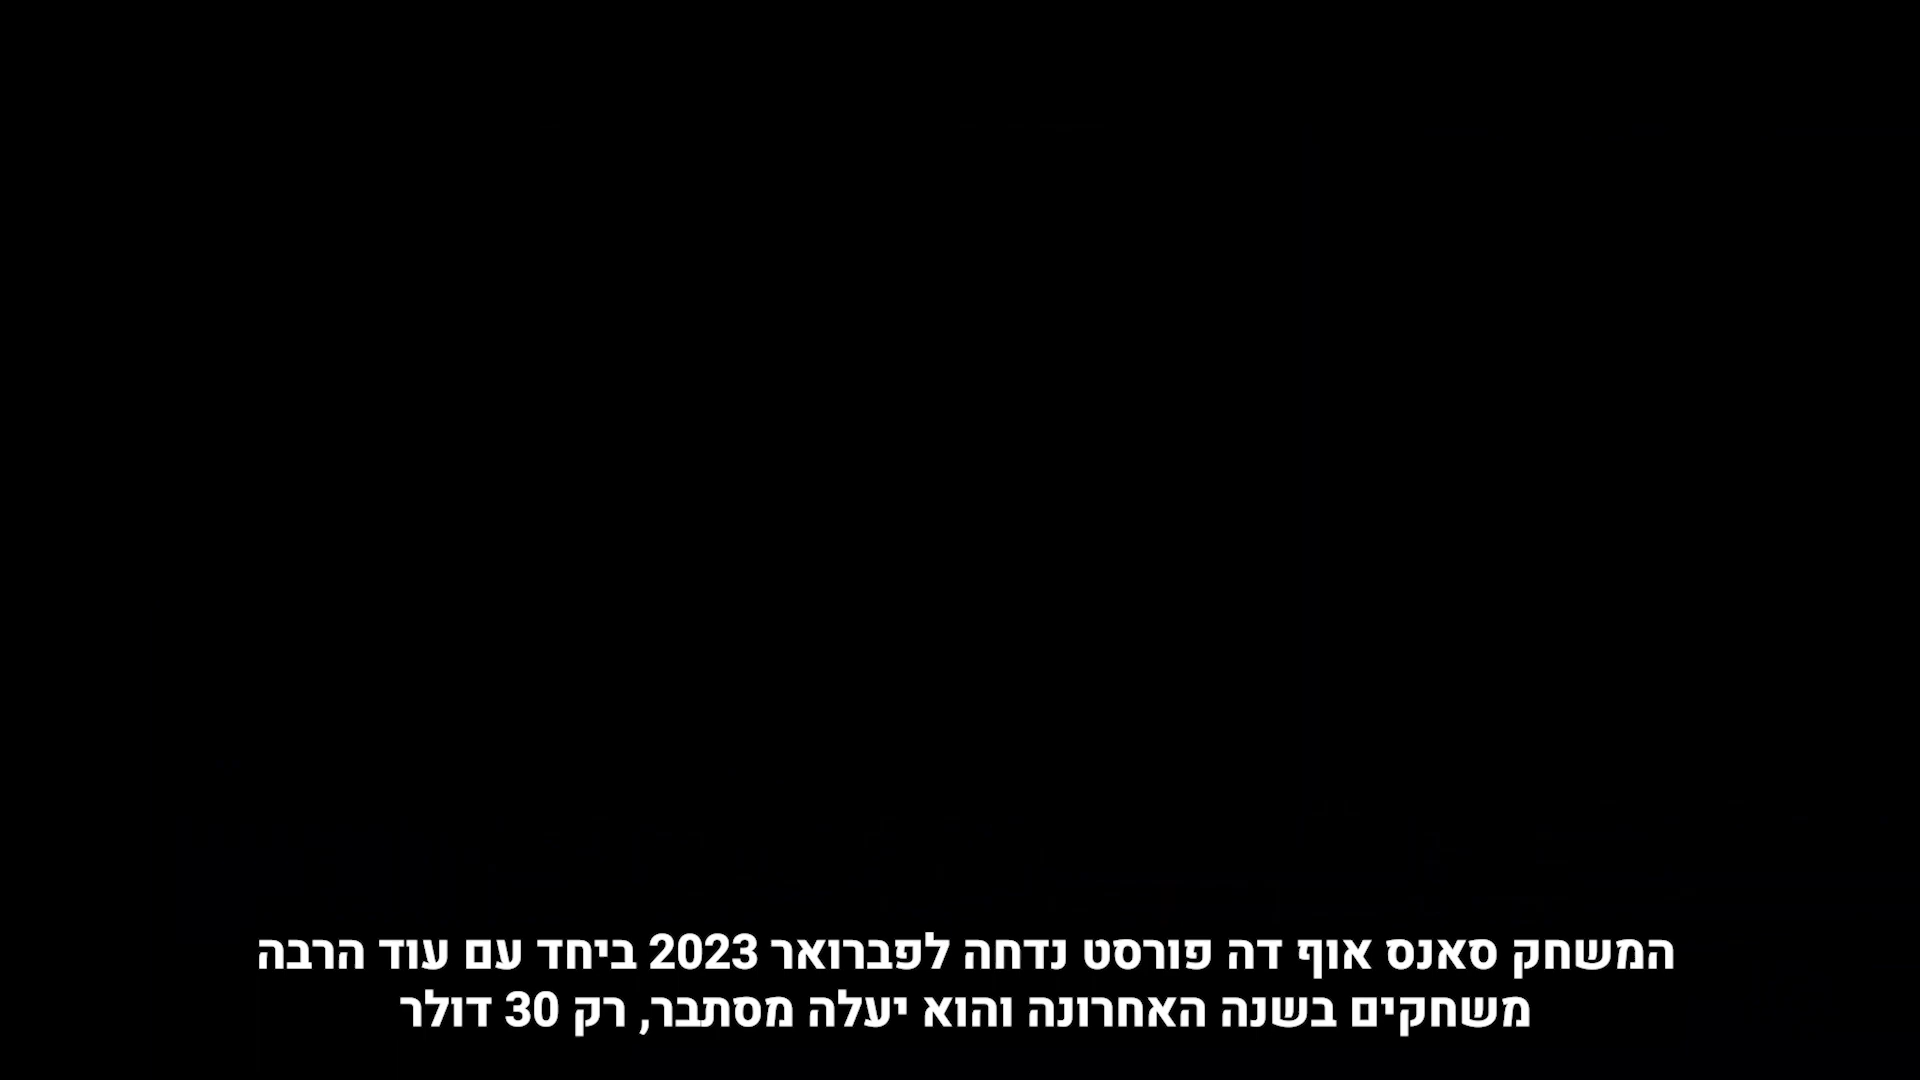 המשחק סאנס אוף דה פורסט נדחה לפברואר 2023 ביחד עם עוד הרבה
משחקים בשנה האחרונה והוא יעלה מסתבר, רק 30 דולר